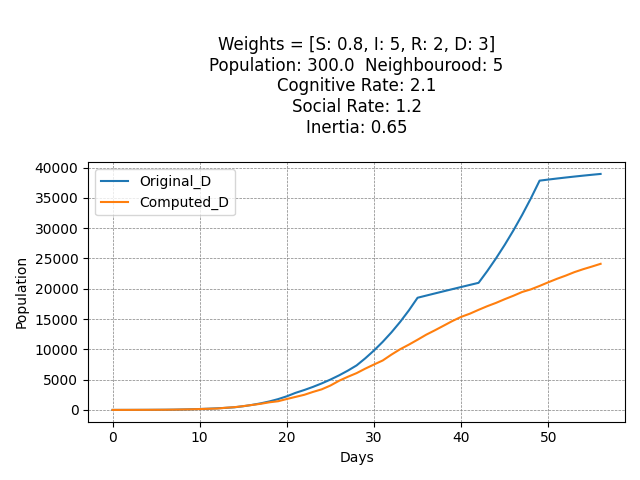 Weights = [S: 0.8, I: 5, R: 2, D: 3]
Population: 300.0  Neighbourood: 5
Cognitive Rate: 2.1
Social Rate: 1.2
Inertia: 0.65
40000
35000
30000
25000
20000
15000
10000
5000
0
Population
Original_D
Computed_D
0 10 20 30 40 50
Days